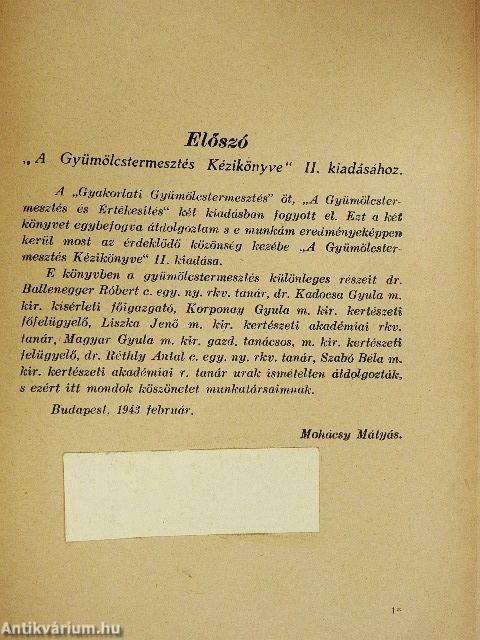 Előszó
„A Gyümölcstermesztés Kézikönyve" II. kiadásához.
A „Gyakorlati Gyümölcstermesztés" öt, „A Gyümölcster-
mesztés és Értékesítés" két kiadásban fogyott el. Ezt a két
könyvet egybefogva átdolgoztam s e munkám eredményeképpen
kerül most az érdeklődő közönség kezébe „A Gyümölcster-
mesztés Kézikönyve" II. kiadása.
E könyvben a gyümölcstermesztés különleges részeit dr.
Ballenegger Róbert c. egy. ny. rkv. tanár, dr. Kadocsa Gyula m.
kir. kísérleti főigazgató, Korponay Gyula m. kir. kertészeti
főfelügyelő, Liszka Jenő m. kir. kertészeti akadémiai rkv.
tanár, Magyar Gyula m. kir. gazd. tanácsos, m. kir. kertészeti
felügyelő, dr. Réthly Antal c. egy. ny. rkv. tanár, Szabó Béla m.
kir. kertészeti akadémiai r. tanár urak ismételten átdolgozták,
s ezért itt mondok köszönetet munkatársaimnak.
Budapest, 1943 február.
Mohácsy Mátyás.
1*
Antikvárium.hu